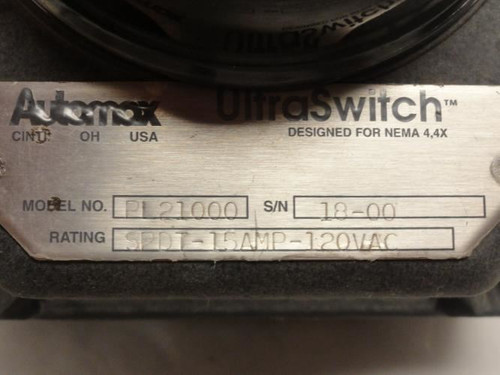 Automax UltraSwitch™
CINTI. OH USA DESIGNED FOR NEMA 4,4X
MODEL NO. PL21000 S/N 18-00
RATING SPDT-15AMP-120VAC